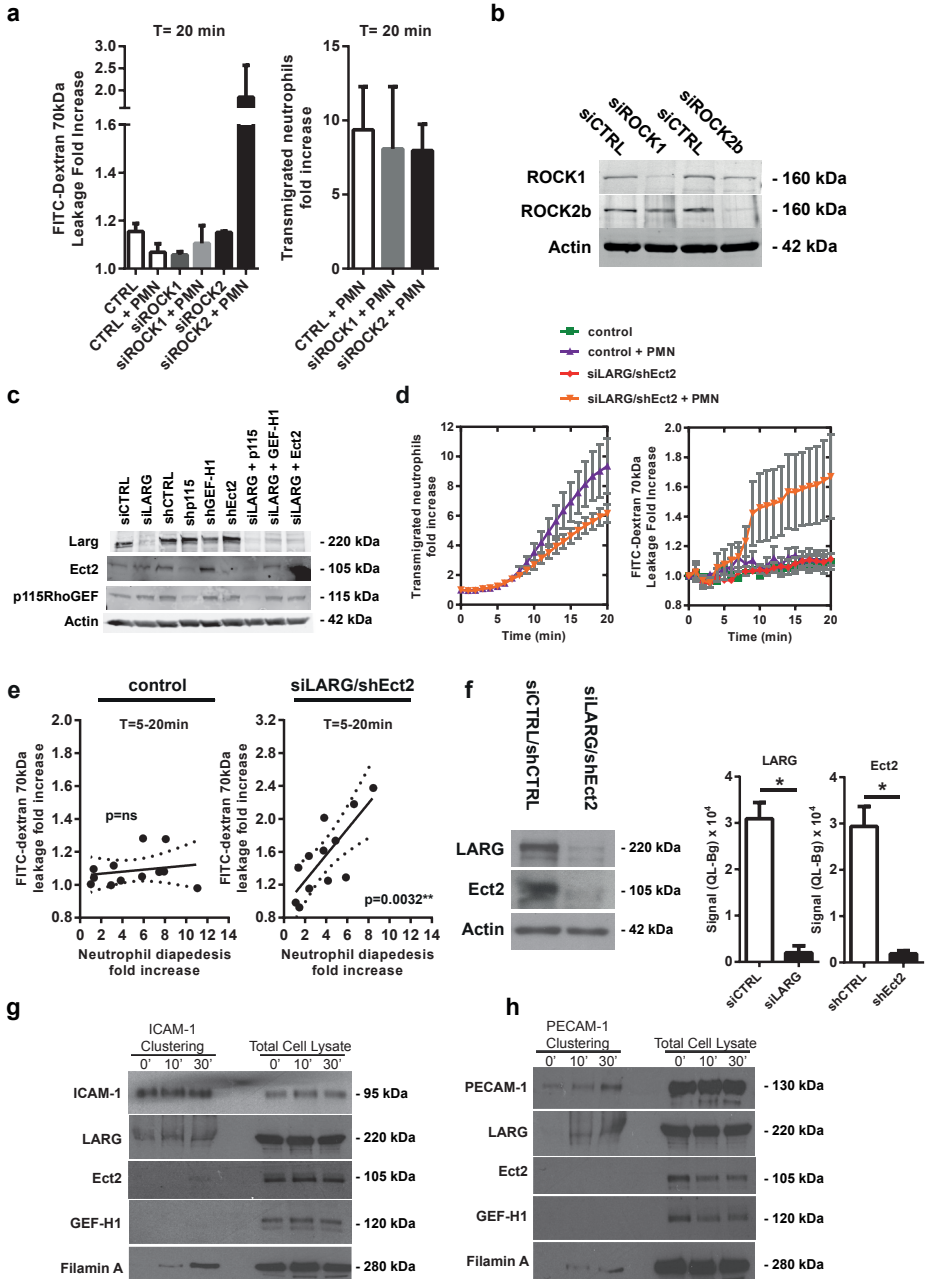 a
T= 20 min
FITC-Dextran 70kDa
Leakage Fold Increase
3.0
2.5
2.0
1.6
1.4
1.2
1.0
CTRL
CTRL + PMN
siROCK1
siROCK1 + PMN
siROCK2
siROCK2 + PMN
T= 20 min
Transmigrated neutrophils
fold increase
15
10
5
0
CTRL + PMN
siROCK1 + PMN
siROCK2 + PMN
b
siCTRL
siROCK1
siCTRL
siROCK2b
ROCK1
- 160 kDa
ROCK2b
- 160 kDa
Actin
- 42 kDa
control
control + PMN
siLARG/shEct2
siLARG/shEct2 + PMN
c
siCTRL
siLARG
shCTRL
shp115
shGEF-H1
shEct2
siLARG + p115
siLARG + GEF-H1
siLARG + Ect2
Larg
- 220 kDa
Ect2
- 105 kDa
p115RhoGEF
- 115 kDa
Actin
- 42 kDa
d
Transmigrated neutrophils
fold increase
12
10
8
6
4
2
0
0 5 10 15 20
Time (min)
FITC-Dextran 70kDa
Leakage Fold Increase
2.0
1.8
1.6
1.4
1.2
1.0
0.8
0 5 10 15 20
Time (min)
e
control
T=5-20min
FITC-dextran 70kDa
leakage fold increase
2.0
1.8
1.6
1.4
1.2
1.0
0.8
p=ns
0 2 4 6 8 10 12 14
Neutrophil diapedesis
fold increase
siLARG/shEct2
T=5-20min
FITC-dextran 70kDa
leakage fold increase
3.2
2.8
2.4
2.0
1.6
1.2
0.8
p=0.0032**
0 2 4 6 8 10 12 14
Neutrophil diapedesis
fold increase
f
siCTRL/shCTRL
siLARG/shEct2
LARG
- 220 kDa
Ect2
- 105 kDa
Actin
- 42 kDa
LARG
*
Signal (QL-Bg) x 10⁴
4
3
2
1
0
siCTRL
siLARG
Ect2
*
Signal (QL-Bg) x 10⁴
4
3
2
1
0
shCTRL
shEct2
g
ICAM-1
Clustering
Total Cell Lysate
0' 10' 30' 0' 10' 30'
ICAM-1
- 95 kDa
LARG
- 220 kDa
Ect2
- 105 kDa
GEF-H1
- 120 kDa
Filamin A
- 280 kDa
h
PECAM-1
Clustering
Total Cell Lysate
0' 10' 30' 0' 10' 30'
PECAM-1
- 130 kDa
LARG
- 220 kDa
Ect2
- 105 kDa
GEF-H1
- 120 kDa
Filamin A
- 280 kDa